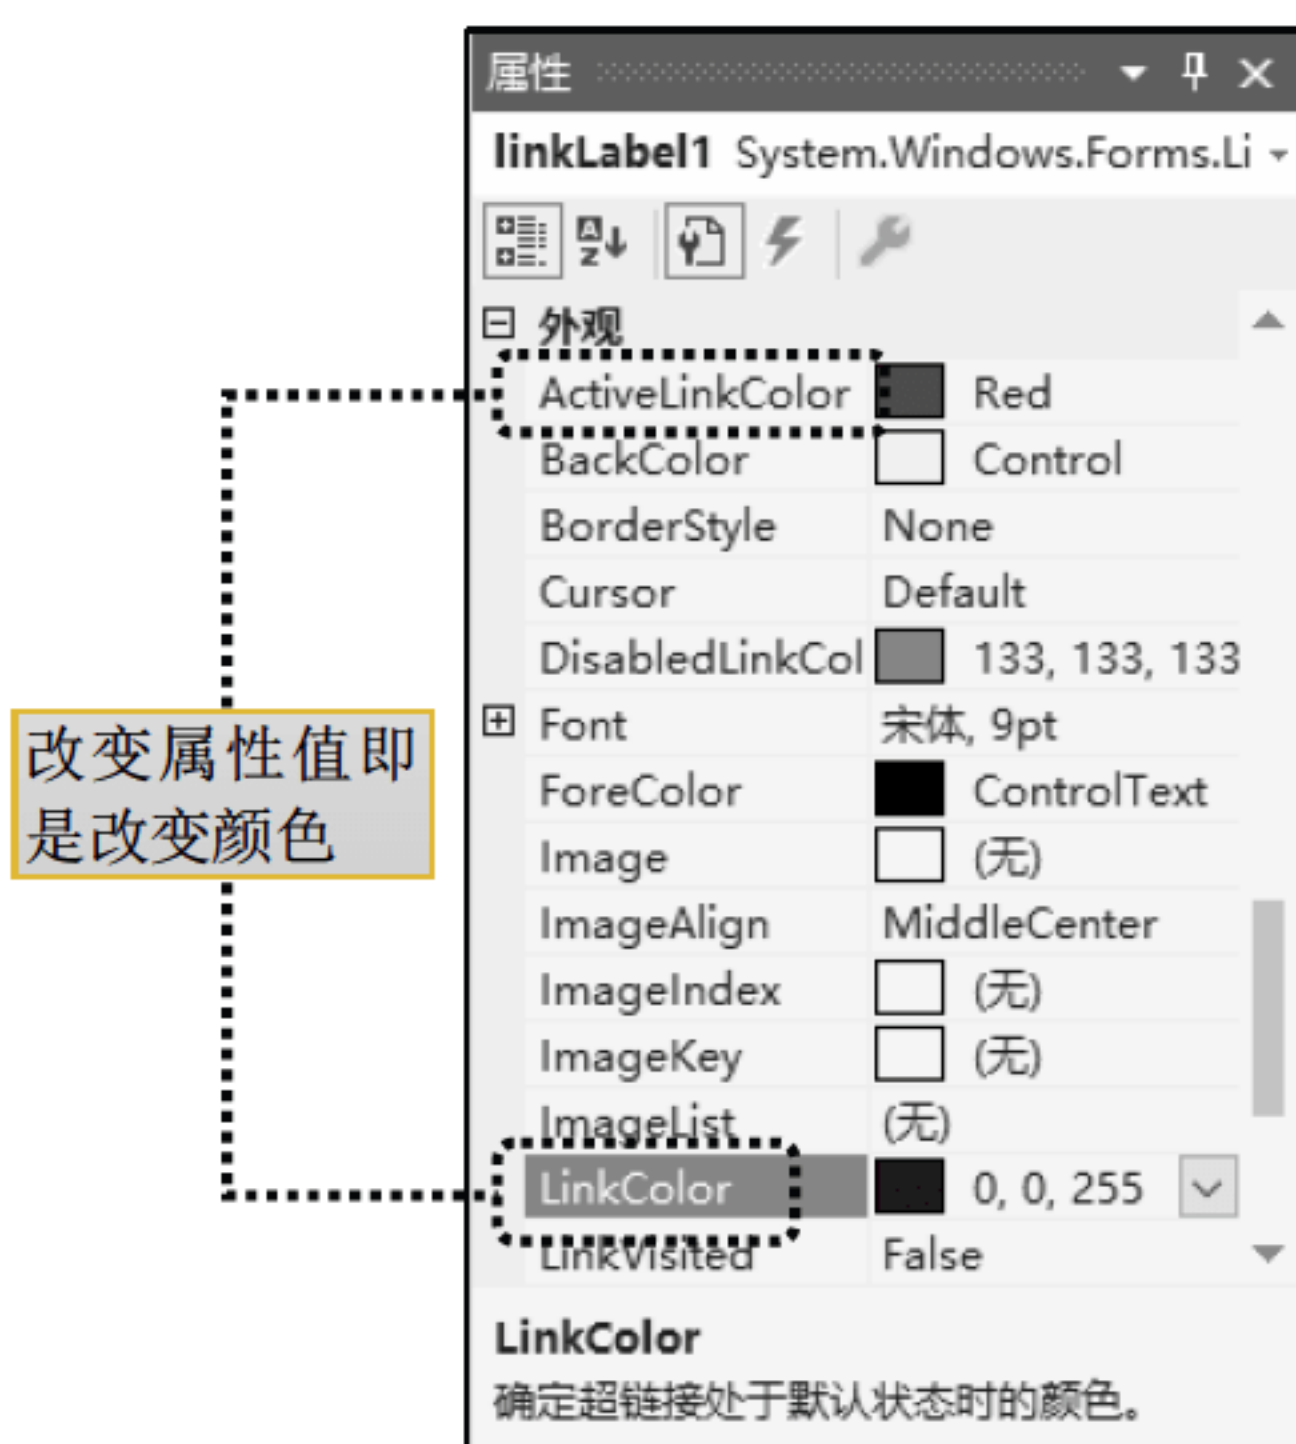 属性
linkLabel1 System.Windows.Forms.Li
外观
ActiveLinkColor Red
BackColor Control
BorderStyle None
Cursor Default
DisabledLinkCol 133, 133, 133
Font 宋体, 9pt
ForeColor ControlText
Image (无)
ImageAlign MiddleCenter
ImageIndex (无)
ImageKey (无)
ImageList (无)
LinkColor 0, 0, 255
LinkVisited False
LinkColor
确定超链接处于默认状态时的颜色。
改变属性值即
是改变颜色